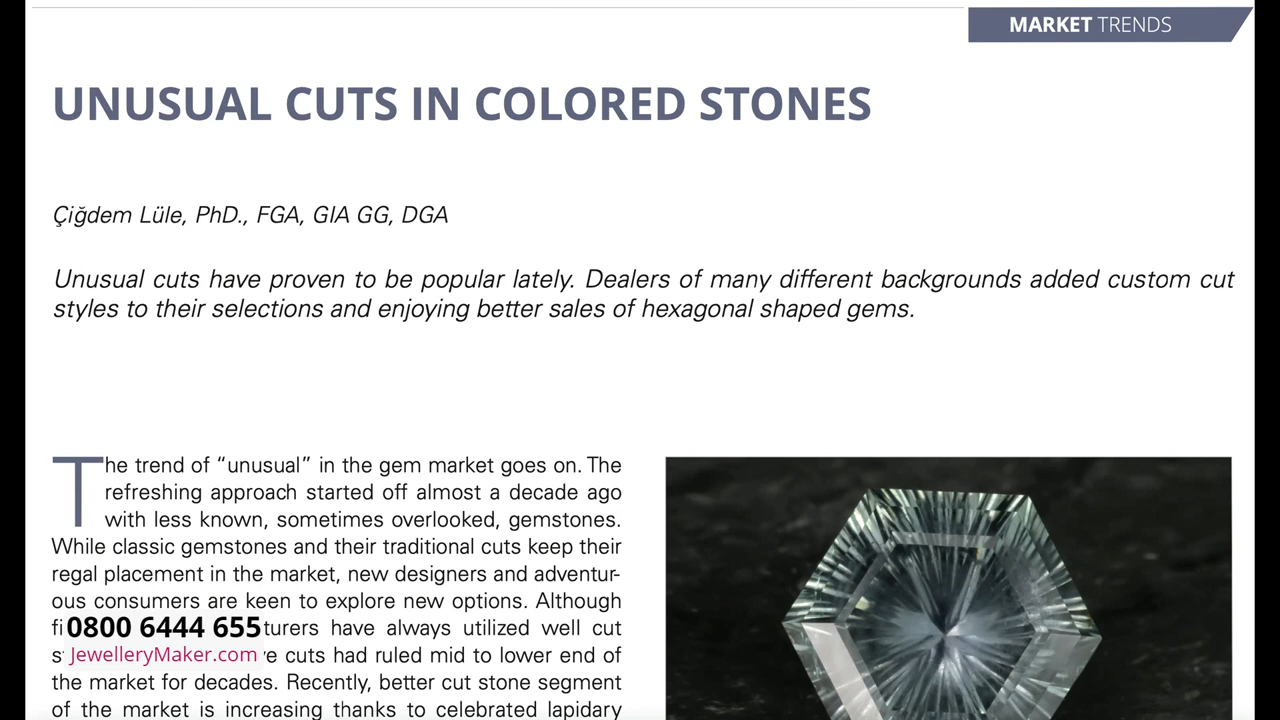 MARKET TRENDS
UNUSUAL CUTS IN COLORED STONES
Çiğdem Lüle, PhD., FGA, GIA GG, DGA
Unusual cuts have proven to be popular lately. Dealers of many different backgrounds added custom cut
styles to their selections and enjoying better sales of hexagonal shaped gems.
The trend of “unusual” in the gem market goes on. The
refreshing approach started off almost a decade ago
with less known, sometimes overlooked, gemstones.
While classic gemstones and their traditional cuts keep their
regal placement in the market, new designers and adventur-
ous consumers are keen to explore new options. Although
0800 6444 655
have always utilized well cut
JewelleryMaker.com
cuts had ruled mid to lower end of
the market for decades. Recently, better cut stone segment
of the market is increasing thanks to celebrated lapidary